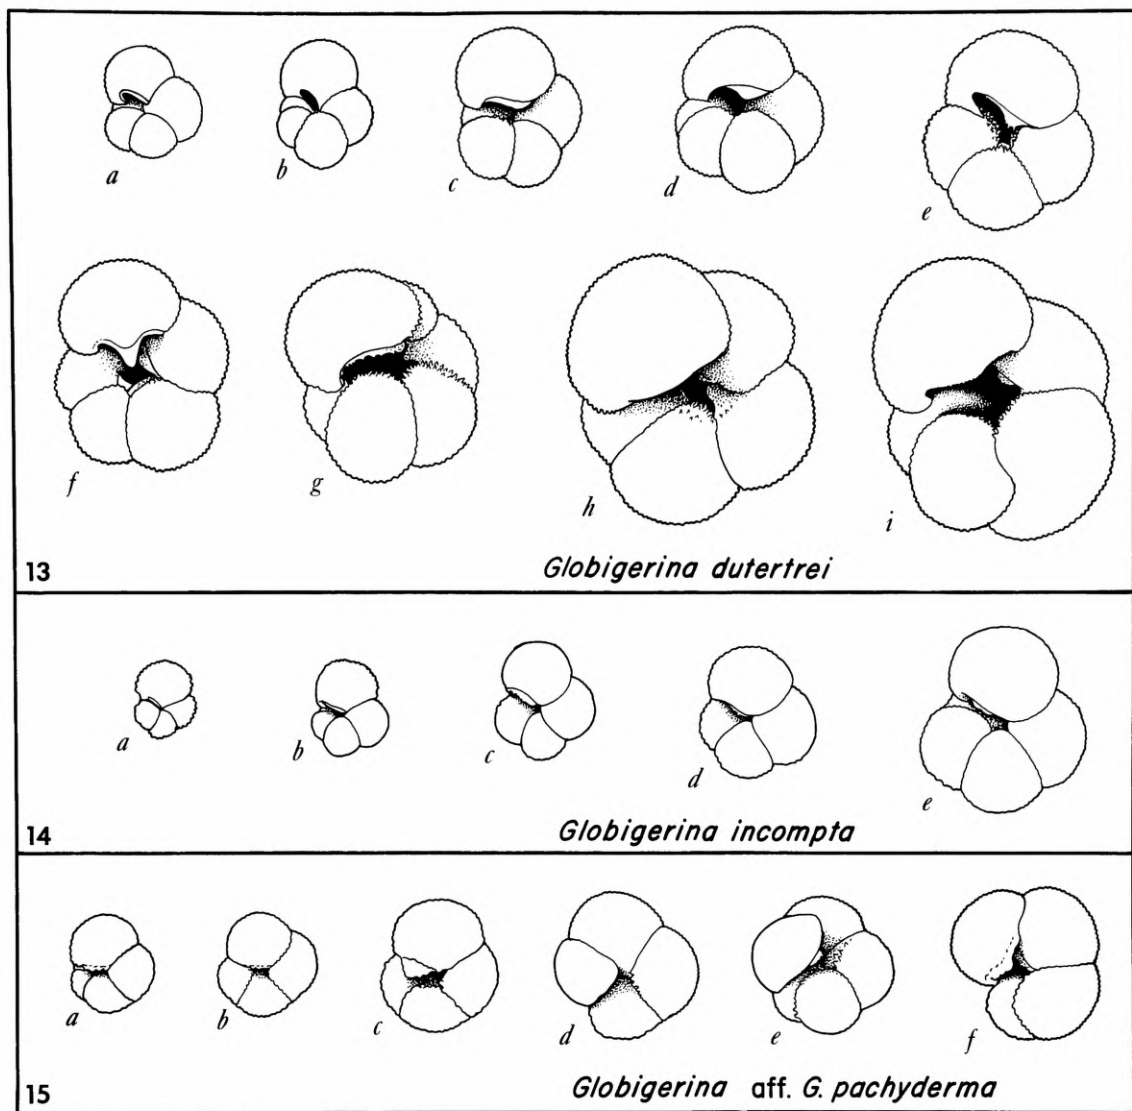 a b c d e
f g h i
13 Globigerina dutertrei
a b c d e
14 Globigerina incompta
a b c d e f
15 Globigerina aff. G. pachyderma